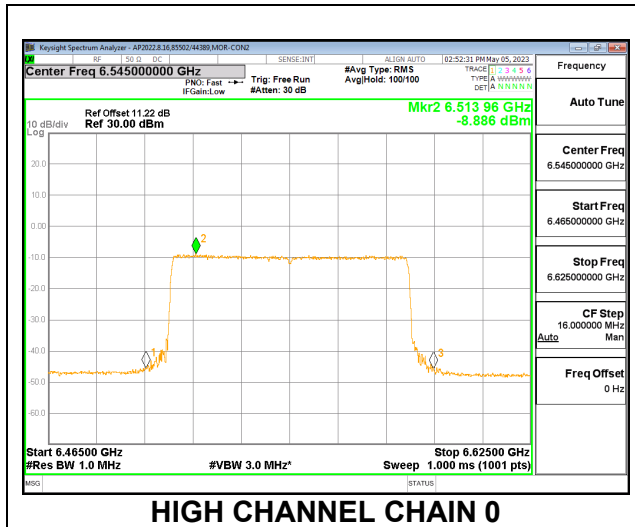 Keysight Spectrum Analyzer - AP2022.8.16,85502/44389,MOR-CON2
RF 50 Ω DC SENSE:INT ALIGN AUTO 02:52:31 PM May 05, 2023
Center Freq 6.545000000 GHz
PNO: Fast
IFGain:Low
Trig: Free Run
#Atten: 30 dB
#Avg Type: RMS
Avg|Hold: 100/100
TRACE 1 2 3 4 5 6
TYPE A WWWWW
DET A N N N N N
Frequency
Auto Tune
Center Freq
6.545000000 GHz
Start Freq
6.465000000 GHz
Stop Freq
6.625000000 GHz
CF Step
16.000000 MHz
Auto Man
Freq Offset
0 Hz
Mkr2 6.513 96 GHz
-8.886 dBm
Ref Offset 11.22 dB
10 dB/div Ref 30.00 dBm
Log
20.0
10.0
0.00
-10.0
-20.0
-30.0
-40.0
-50.0
-60.0
1
2
3
Start 6.46500 GHz Stop 6.62500 GHz
#Res BW 1.0 MHz #VBW 3.0 MHz* Sweep 1.000 ms (1001 pts)
MSG STATUS
HIGH CHANNEL CHAIN 0